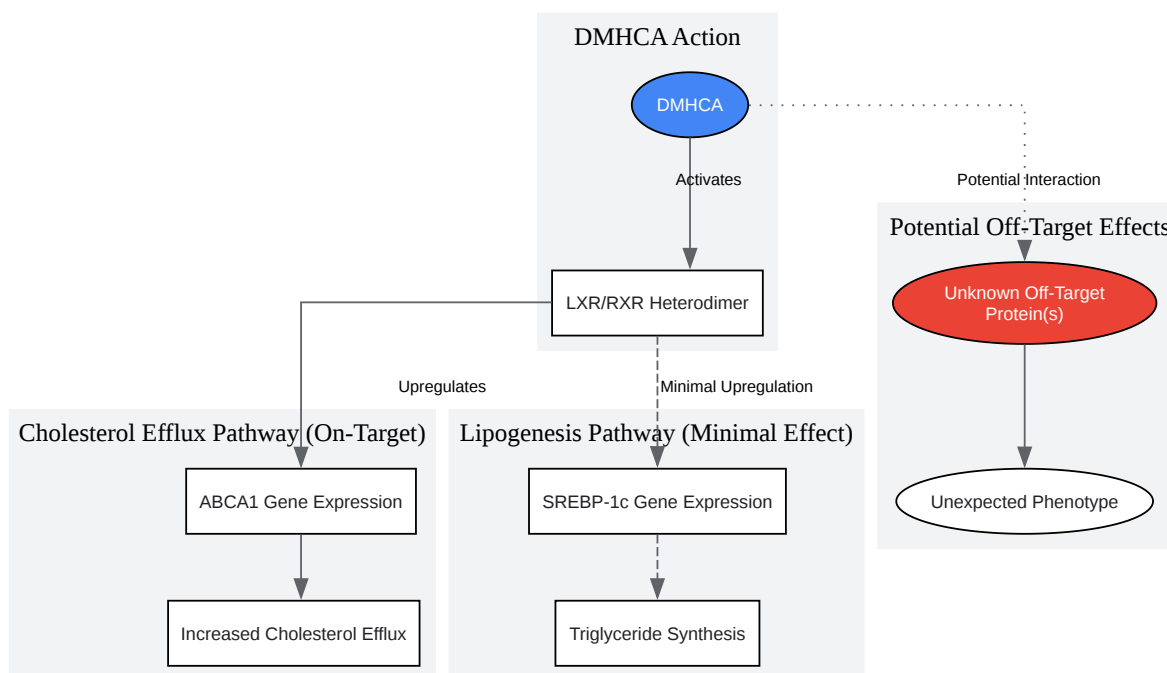 DMHCA Action
DMHCA
Activates
Potential Interaction
Potential Off-Target Effects
Unknown Off-Target
Protein(s)
LXR/RXR Heterodimer
Upregulates
Minimal Upregulation
Cholesterol Efflux Pathway (On-Target)
Lipogenesis Pathway (Minimal Effect)
ABCA1 Gene Expression
SREBP-1c Gene Expression
Unexpected Phenotype
Increased Cholesterol Efflux
Triglyceride Synthesis